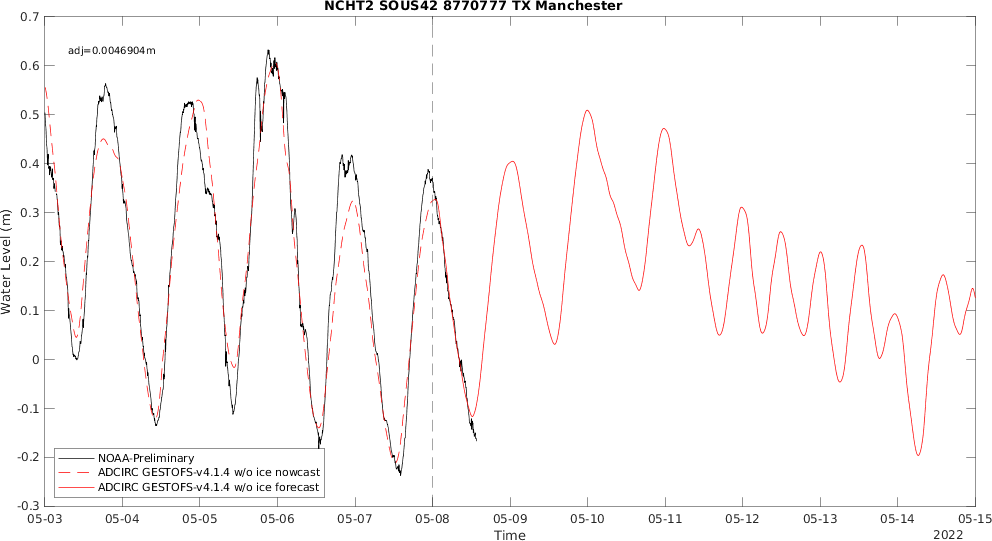 NCHT2 SOUS42 8770777 TX Manchester
adj=0.0046904m
0.7
0.6
0.5
0.4
0.3
0.2
0.1
0
-0.1
-0.2
-0.3
Water Level (m)
NOAA-Preliminary
ADCIRC GESTOFS-v4.1.4 w/o ice nowcast
ADCIRC GESTOFS-v4.1.4 w/o ice forecast
05-03 05-04 05-05 05-06 05-07 05-08 05-09 05-10 05-11 05-12 05-13 05-14 05-15
Time
2022